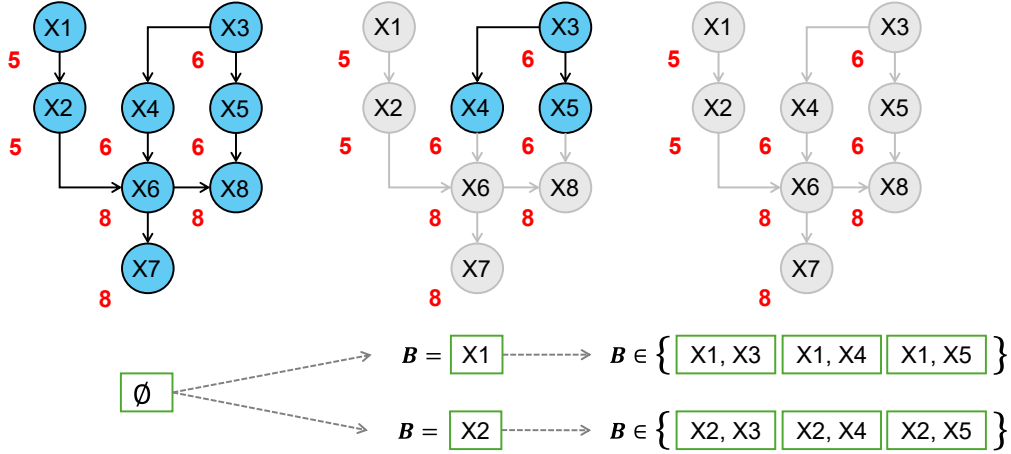 X1 X3 X1 X3 X1 X3
5 6 5 6 5 6
X2 X4 X5 X2 X4 X5 X2 X4 X5
5 6 6 5 6 6 5 6 6
X6 X8 X6 X8 X6 X8
8 8 8 8 8 8
X7 X7 X7
8 8 8
B = X1 B ∈ { X1, X3 X1, X4 X1, X5 }
∅
B = X2 B ∈ { X2, X3 X2, X4 X2, X5 }